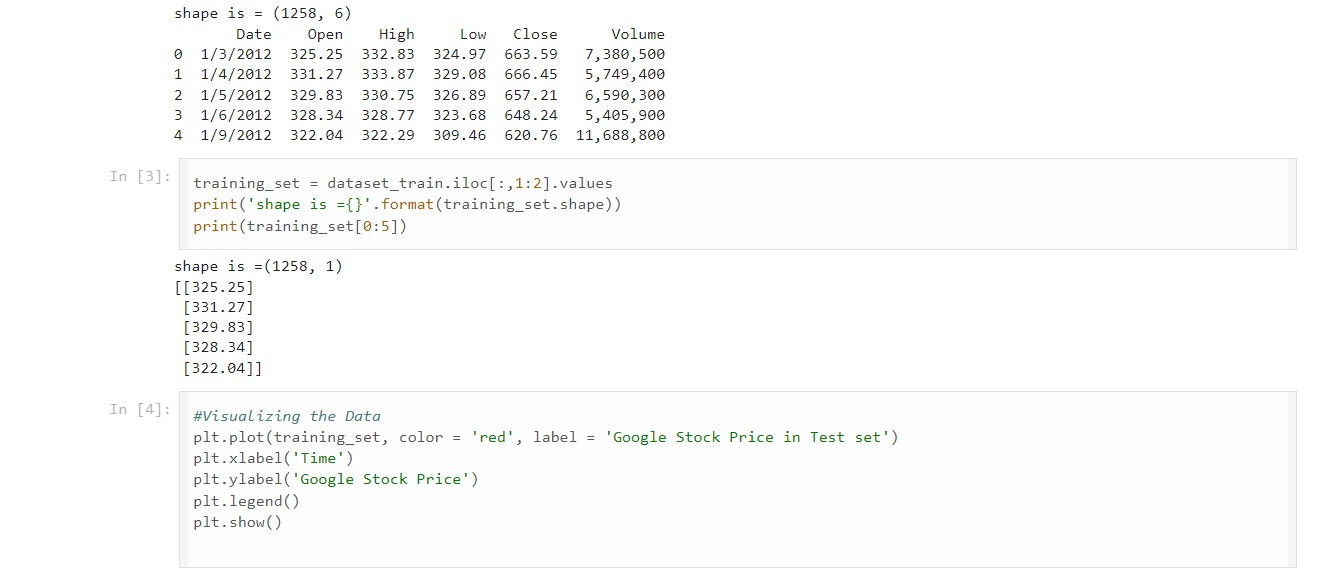 shape is = (1258, 6)
Date Open High Low Close Volume
0 1/3/2012 325.25 332.83 324.97 663.59 7,380,500
1 1/4/2012 331.27 333.87 329.08 666.45 5,749,400
2 1/5/2012 329.83 330.75 326.89 657.21 6,590,300
3 1/6/2012 328.34 328.77 323.68 648.24 5,405,900
4 1/9/2012 322.04 322.29 309.46 620.76 11,688,800
In [3]:
training_set = dataset_train.iloc[:,1:2].values
print('shape is ={}'.format(training_set.shape))
print(training_set[0:5])
shape is =(1258, 1)
[[325.25]
[331.27]
[329.83]
[328.34]
[322.04]]
In [4]:
#Visualizing the Data
plt.plot(training_set, color = 'red', label = 'Google Stock Price in Test set')
plt.xlabel('Time')
plt.ylabel('Google Stock Price')
plt.legend()
plt.show()